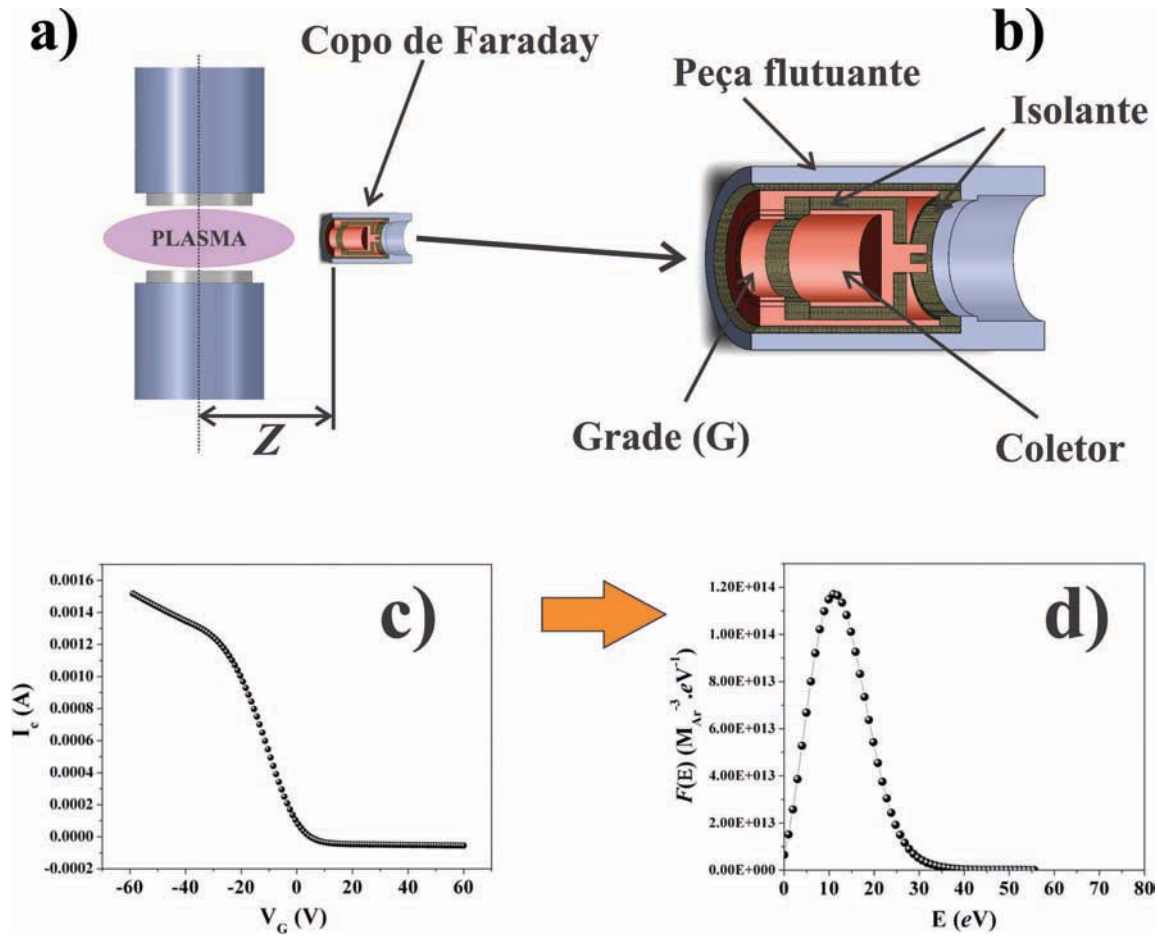 a)
Copo de Faraday
PLASMA
Z
b)
Peça flutuante
Isolante
Grade (G)
Coletor
c)
0.0016
0.0014
0.0012
0.0010
0.0008
0.0006
0.0004
0.0002
0.0000
-0.0002
I_c (A)
-60 -40 -20 0 20 40 60
V_G (V)
d)
1.20E+014
1.00E+014
8.00E+013
6.00E+013
4.00E+013
2.00E+013
0.00E+000
F(E) (M_Ar^-3.eV^-1)
0 10 20 30 40 50 60 70 80
E (eV)